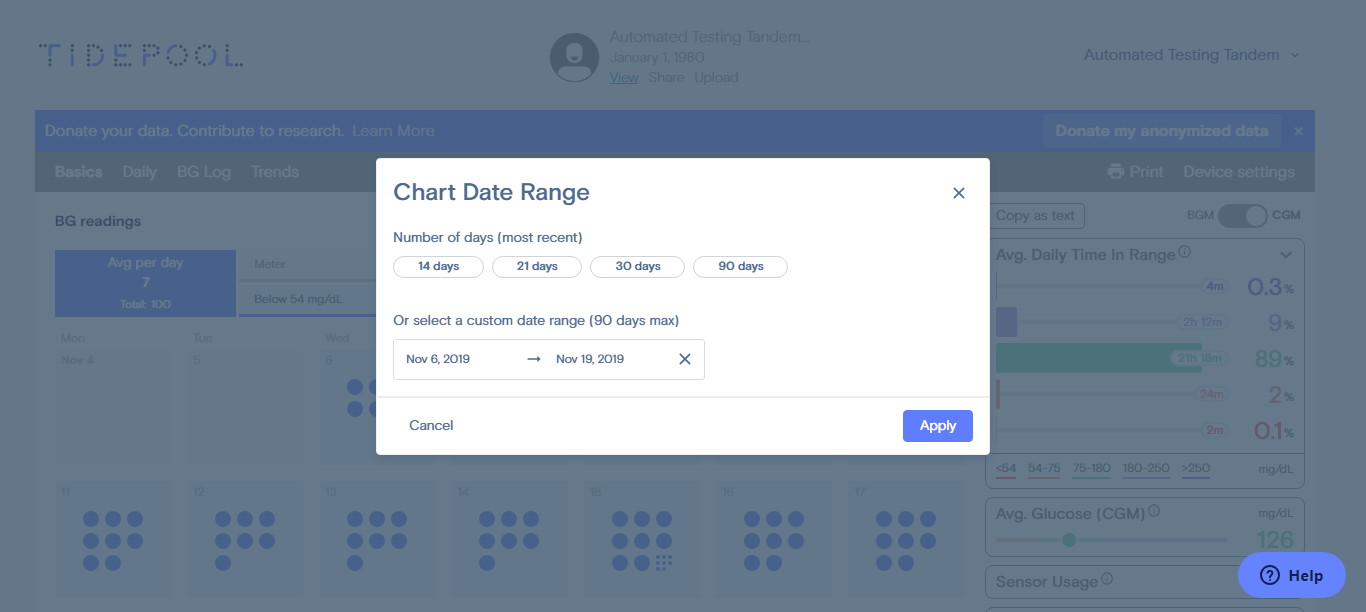 TIDEPOOL
Automated Testing Tandem...
January 1, 1980
View Share Upload
Automated Testing Tandem
Donate your data. Contribute to research. Learn More
Donate my anonymized data
Basics Daily BG Log Trends
Print Device settings
Chart Date Range
Number of days (most recent)
14 days 21 days 30 days 90 days
Or select a custom date range (90 days max)
Nov 6, 2019 → Nov 19, 2019
Cancel Apply
BG readings
Avg per day
7
Total: 100
Meter
Below 54 mg/dL
Mon Tue Wed
Nov 4 5 6
11 12 13 14 15 16 17
Copy as text
BGM CGM
Avg. Daily Time In Range
4m 0.3%
2h 12m 9%
21h 18m 89%
24m 2%
2m 0.1%
<54 54-75 75-180 180-250 >250 mg/dL
Avg. Glucose (CGM) mg/dL
126
Sensor Usage
Help